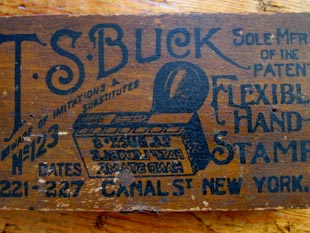 T.S. BUCK
SOLE MFR
OF THE
PATENT
BEWARE OF IMITATIONS &
SUBSTITUTES
FLEXIBLE
HAND
STAMP
No 123
DATES
221-227 CANAL ST NEW YORK.